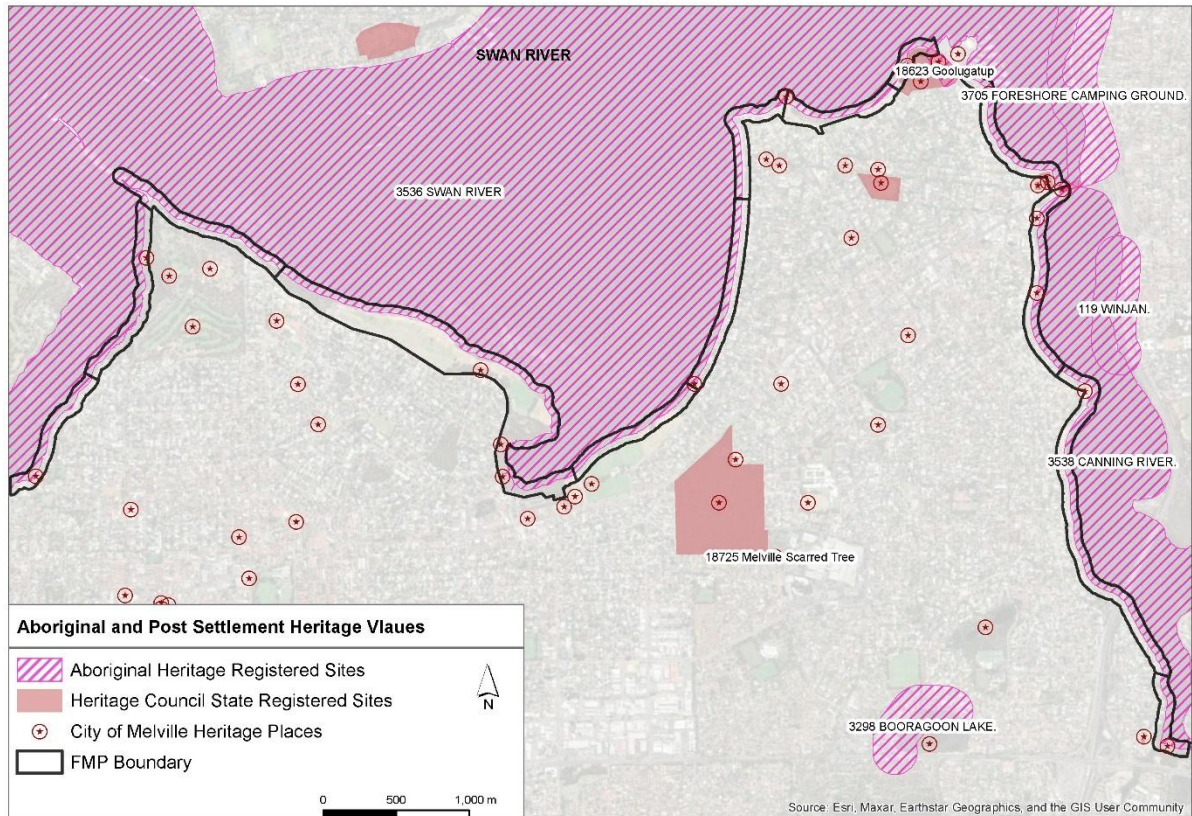 SWAN RIVER
18623 Goolugatup
3705 FORESHORE CAMPING GROUND.
3536 SWAN RIVER
119 WINJAN.
3538 CANNING RIVER.
18725 Melville Scarred Tree
3298 BOORAGOON LAKE.
Aboriginal and Post Settlement Heritage Vlaues
Aboriginal Heritage Registered Sites
Heritage Council State Registered Sites
City of Melville Heritage Places
FMP Boundary
N
0 500 1,000 m
Source: Esri, Maxar, Earthstar Geographics, and the GIS User Community